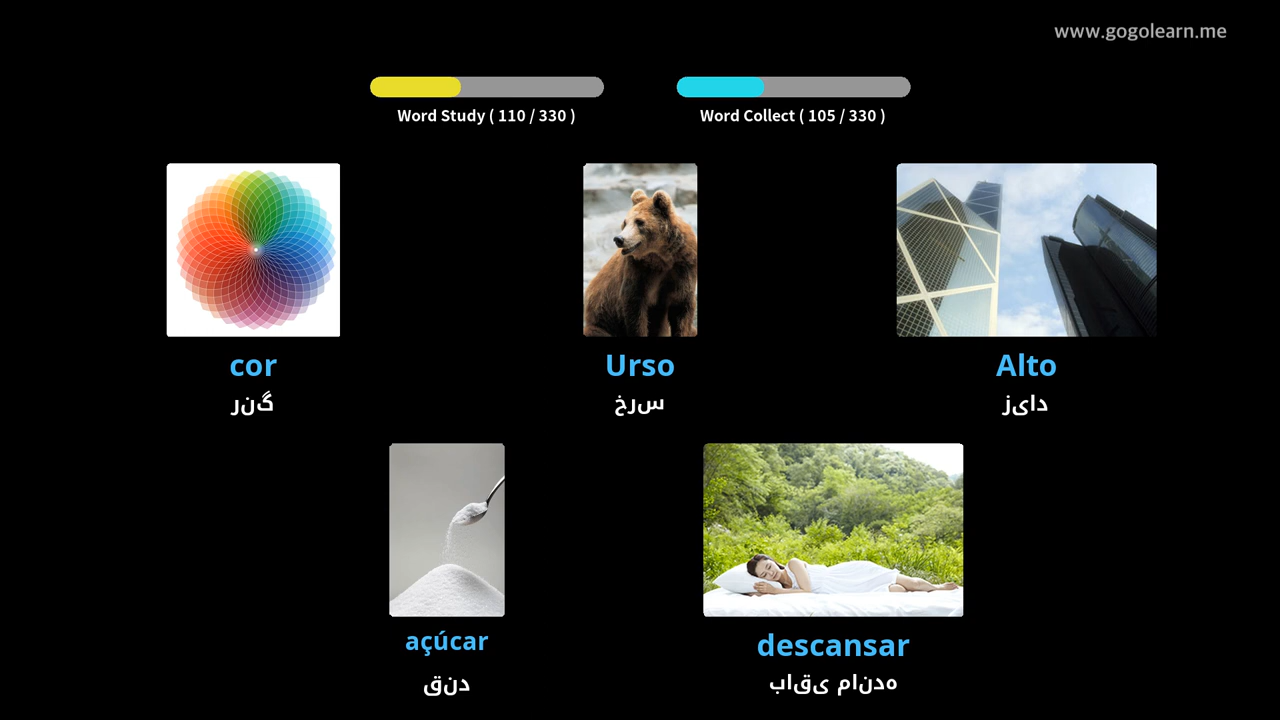 www.gogolearn.me
Word Study ( 110 / 330 )
Word Collect ( 105 / 330 )
cor
گنر
Urso
سرخ
Alto
دایز
açúcar
دنق
descansar
هدنام یقاب